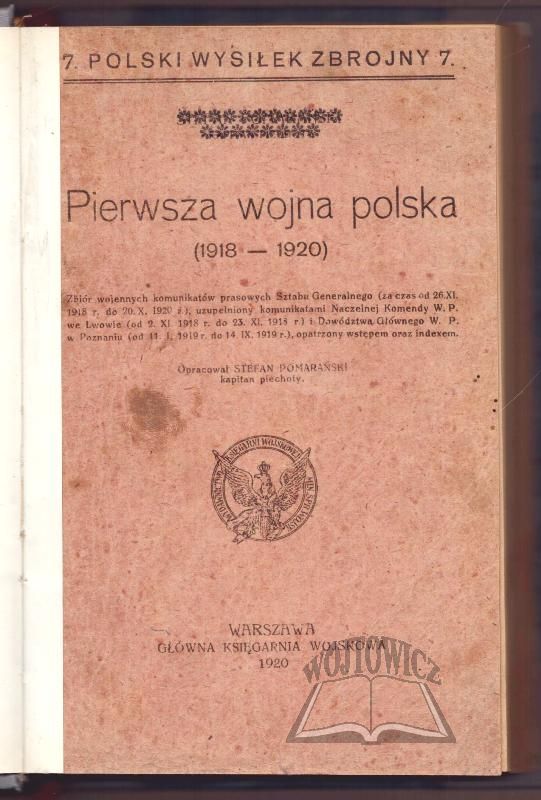 7. POLSKI WYSIŁEK ZBROJNY 7.
Pierwsza wojna polska
(1918 — 1920)
Zbiór wojennych komunikatów prasowych Sztabu Generalnego (za czas od 26.XI.
1918 r. do 20.X. 1920 r.), uzupełniony komunikatami Naczelnej Komendy W. P.
we Lwowie (od 2. XI. 1918 r. do 23. XI. 1918 r.) i Dowództwa Głównego W. P.
w Poznaniu (od 11. I. 1919 r. do 14. IX. 1919 r.), opatrzony wstępem oraz indexem.
Opracował STEFAN POMARAŃSKI
kapitan piechoty.
KSIĘGARNI WOJSKOWEJ
WARSZAWA
GŁÓWNA KSIĘGARNIA WOJSKOWA
1920
WÓJTOWICZ